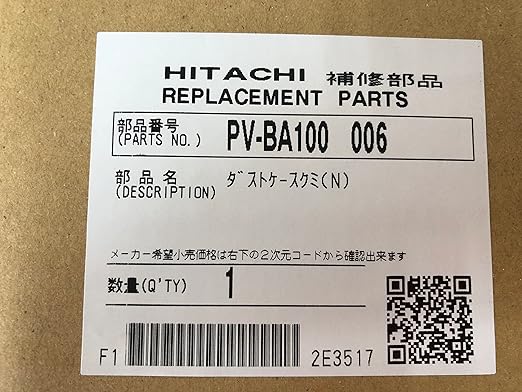 HITACHI 補修部品
REPLACEMENT PARTS
部品番号
(PARTS NO.) PV-BA100 006
部品名
(DESCRIPTION) ダストケースクミ(N)
メーカー希望小売価格は右下の2次元コードから確認出来ます
数量(Q'TY) 1
F1 2E3517